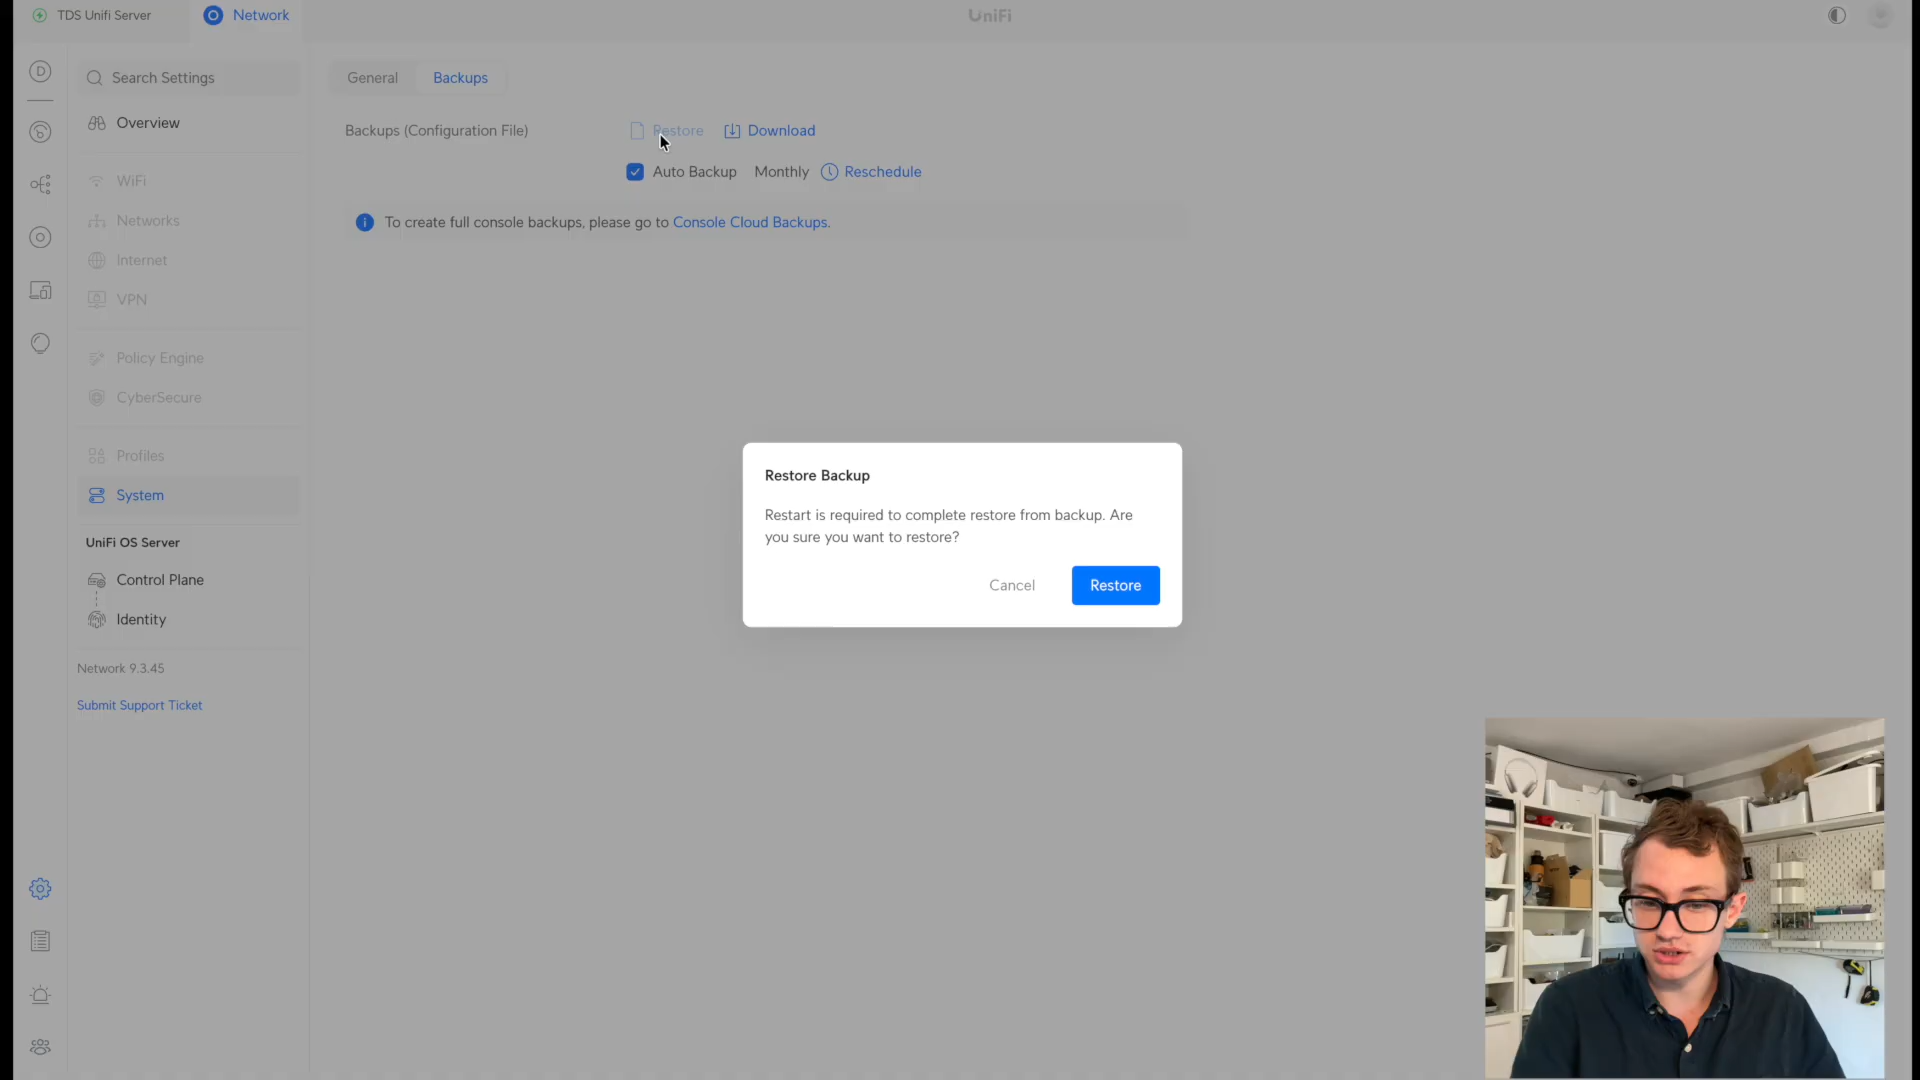 TDS Unifi Server
Network
UniFi
D
Search Settings
General
Backups
Overview
Backups (Configuration File)
Restore
Download
Auto Backup
Monthly
Reschedule
WiFi
Networks
To create full console backups, please go to Console Cloud Backups.
Internet
VPN
Policy Engine
CyberSecure
Profiles
System
Restore Backup
Restart is required to complete restore from backup. Are
you sure you want to restore?
Cancel
Restore
UniFi OS Server
Control Plane
Identity
Network 9.3.45
Submit Support Ticket